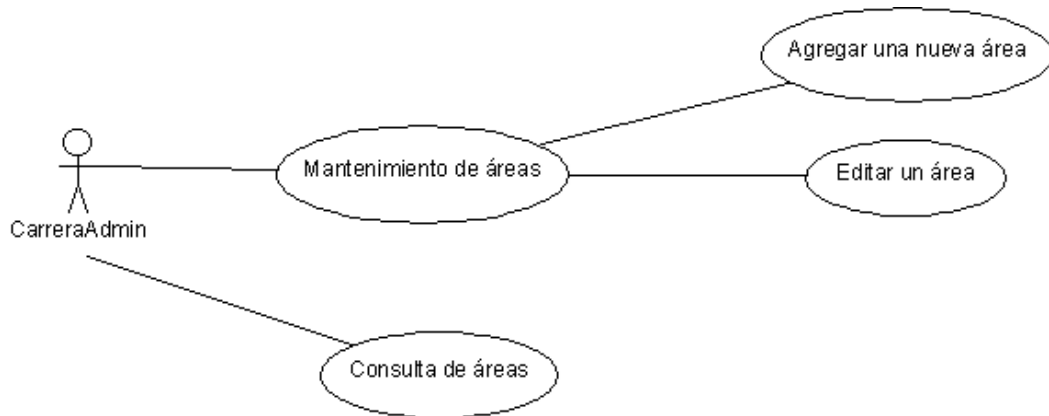 Agregar una nueva área
Mantenimiento de áreas
Editar un área
CarreraAdmin
Consulta de áreas